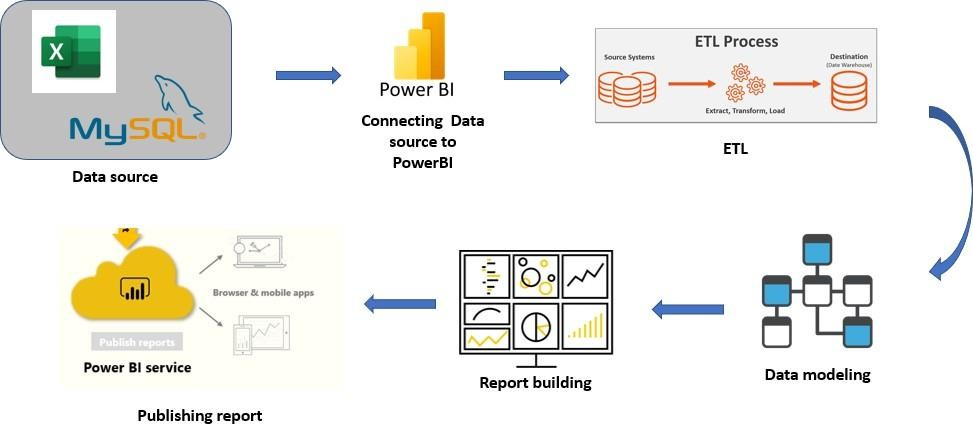 X
MySQL®
Data source
Power BI
Connecting Data
source to
PowerBI
ETL Process
Source Systems
Extract, Transform, Load
Destination
(Date Warehouse)
ETL
Data modeling
Report building
Browser & mobile apps
Publish reports
Power BI service
Publishing report